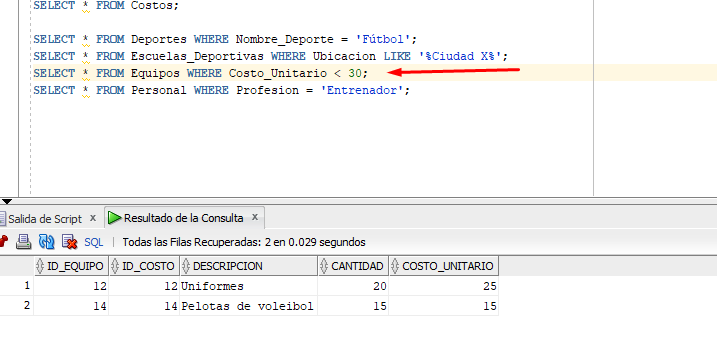 SELECT * FROM Costos;
SELECT * FROM Deportes WHERE Nombre_Deporte = 'Fútbol';
SELECT * FROM Escuelas_Deportivas WHERE Ubicacion LIKE '%Ciudad X%';
SELECT * FROM Equipos WHERE Costo_Unitario < 30;
SELECT * FROM Personal WHERE Profesion = 'Entrenador';
Salida de Script x Resultado de la Consulta x
SQL | Todas las Filas Recuperadas: 2 en 0.029 segundos
ID_EQUIPO ID_COSTO DESCRIPCION CANTIDAD COSTO_UNITARIO
1 12 12 Uniformes 20 25
2 14 14 Pelotas de voleibol 15 15